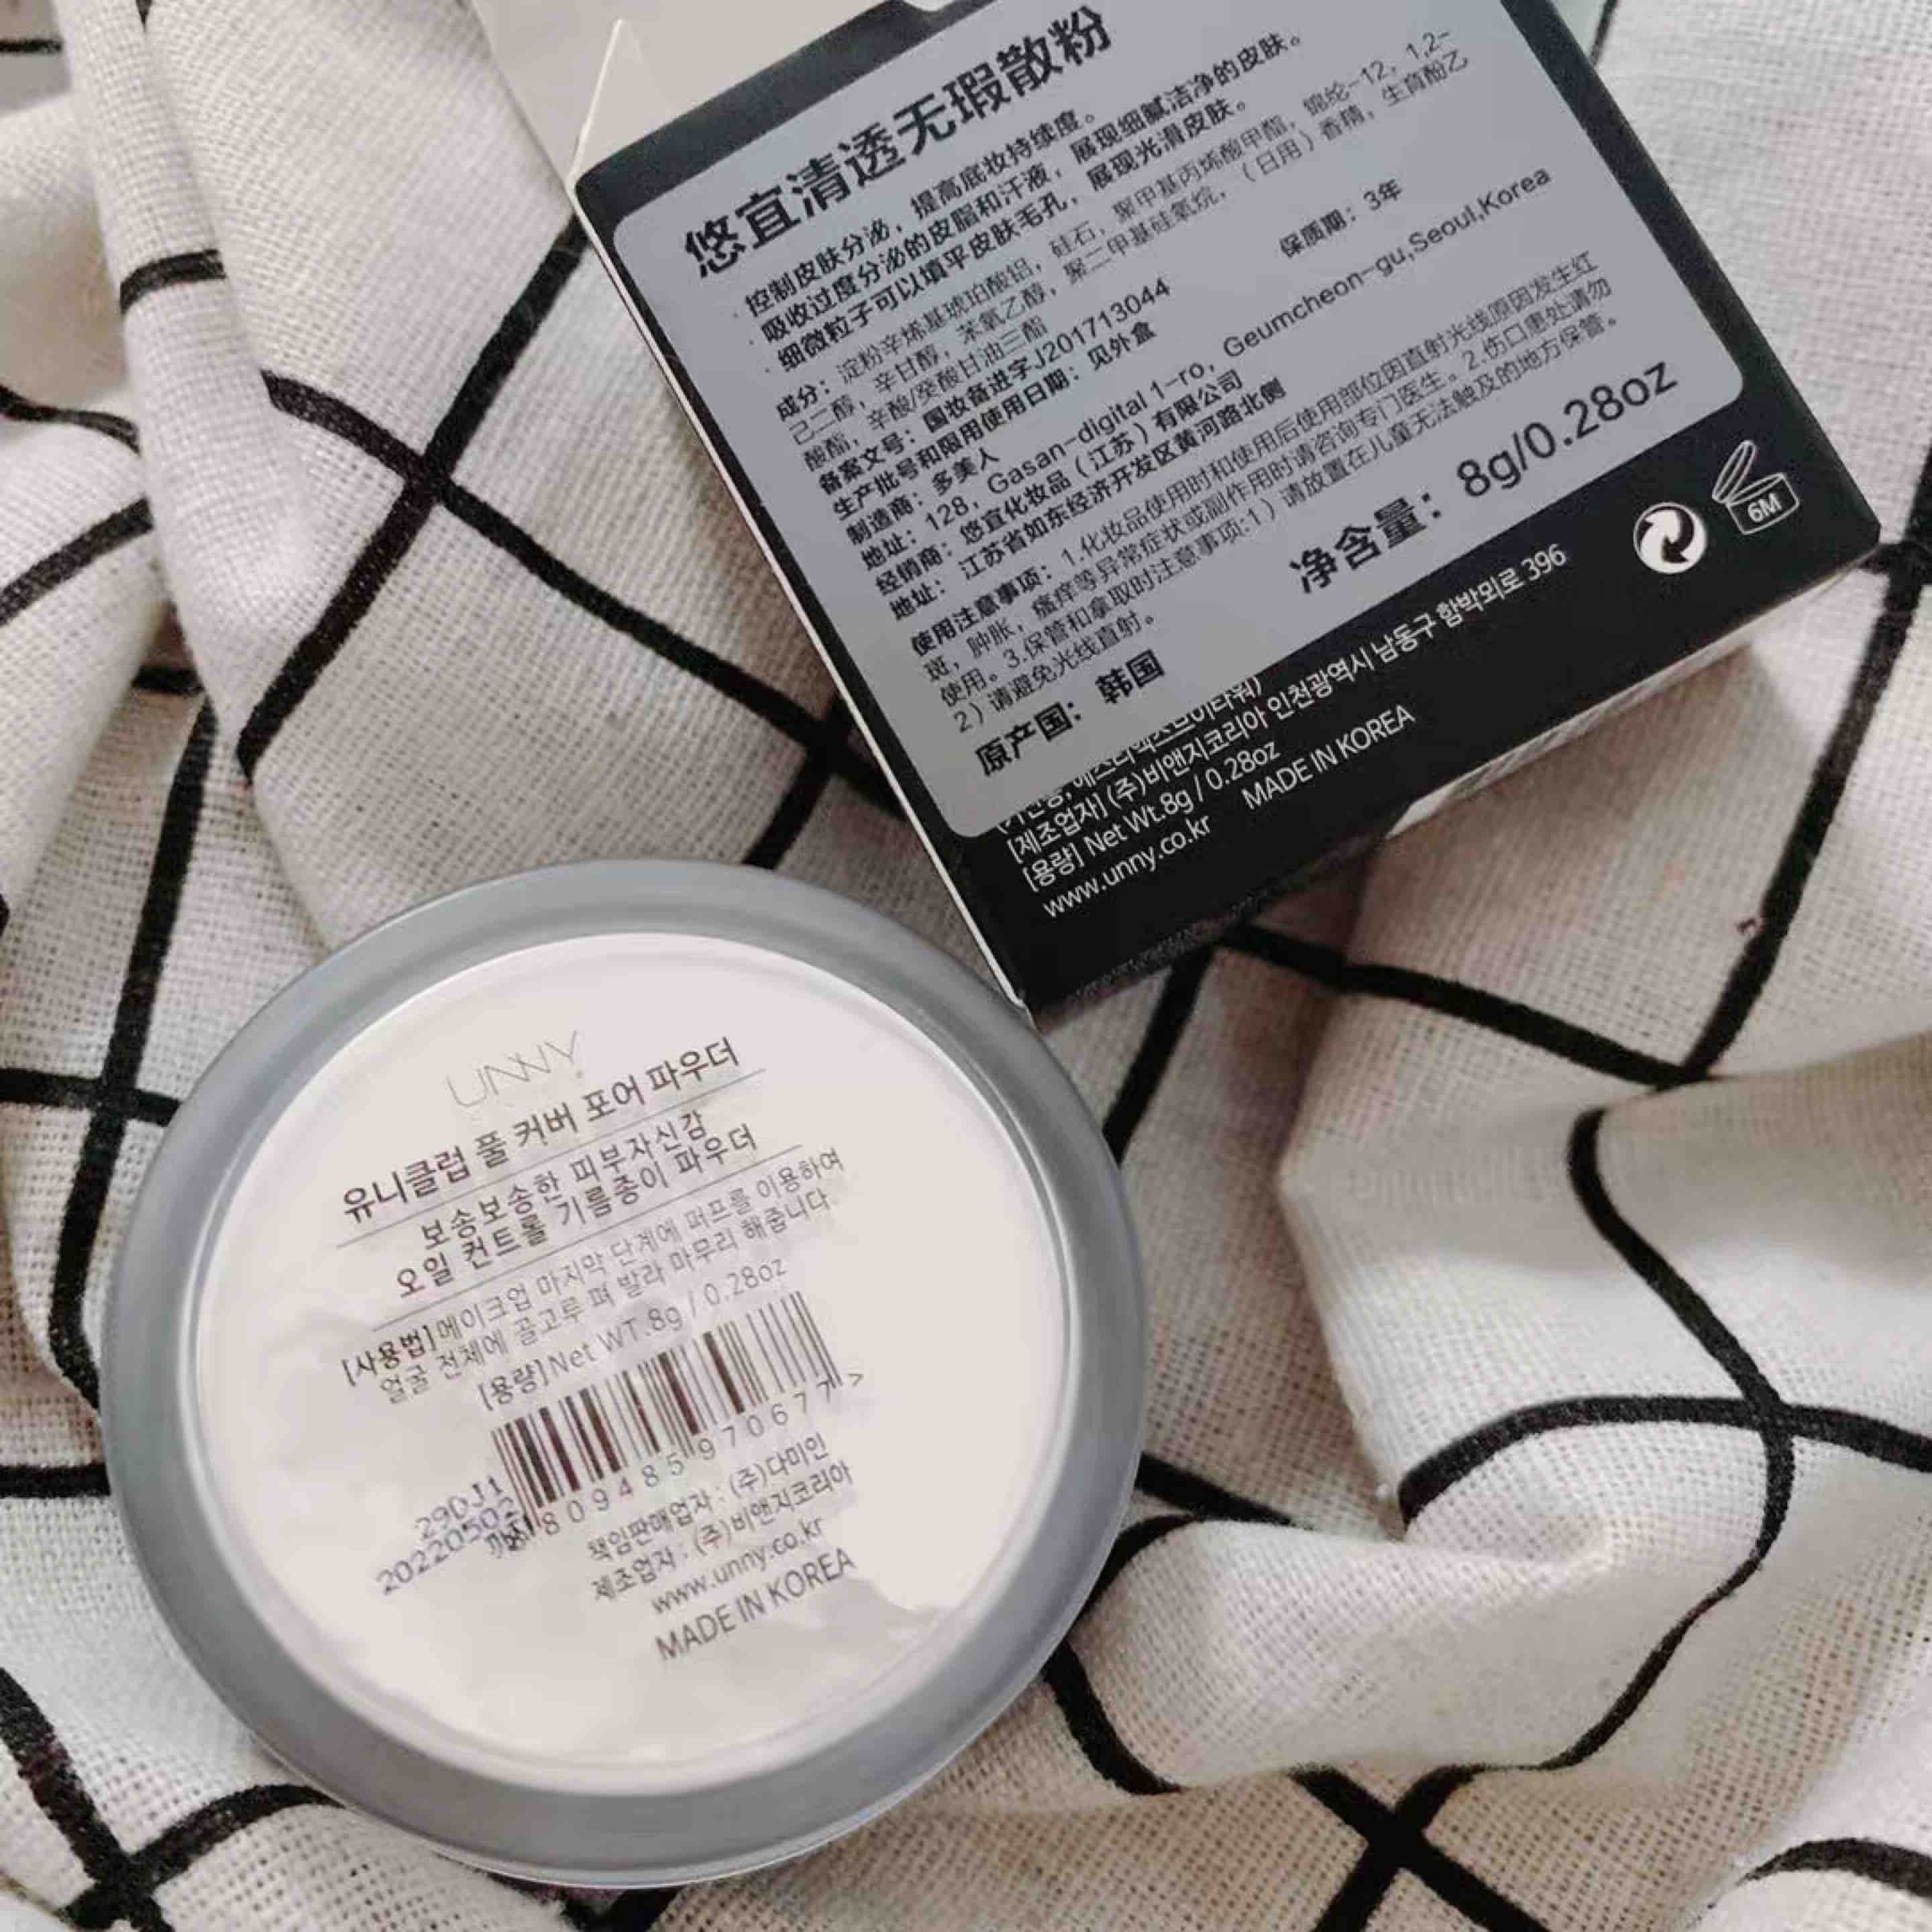 悠宜清透无瑕散粉
· 控制皮肤分泌，提高底妆持续度。
· 吸收过度分泌的皮脂和汗液，展现细腻洁净的皮肤。
· 细微粒子可以填平皮肤毛孔，展现光滑皮肤。
成分：淀粉辛烯基琥珀酸铝，硅石，聚甲基丙烯酸甲酯，锦纶-12，1,2-
己二醇，辛甘醇，苯氧乙醇，聚二甲基硅氧烷，（日用）香精，生育酚乙
酸酯，辛酸/癸酸甘油三酯
备案文号：国妆备进字J201713044
生产批号和限用使用日期：见外盒 保质期：3年
制造商：多美人
地址：128，Gasan-digital 1-ro，Geumcheon-gu,Seoul,Korea
经销商：悠宜化妆品（江苏）有限公司
地址：江苏省如东经济开发区黄河路北侧
使用注意事项：1.化妆品使用时和使用后使用部位因直射光线原因发生红
斑，肿胀，瘙痒等异常症状或副作用时请咨询专门医生。2.伤口患处请勿
使用。3.保管和拿取时注意事项:1）请放置在儿童无法触及的地方保管。
2）请避免光线直射。
原产国：韩国
净含量：8g/0.28oz
[제조업자] (주)비앤지코리아 인천광역시 남동구 함박뫼로 396
[용량] Net Wt.8g / 0.28oz
www.unny.co.kr MADE IN KOREA
6M
UNNY
유니클럽 풀 커버 포어 파우더
보송보송한 피부자신감
오일 컨트롤 기름종이 파우더
[사용법]메이크업 마지막 단계에 퍼프를 이용하여
얼굴 전체에 골고루 펴 발라 마무리 해줍니다.
[용량]Net WT.8g / 0.28oz
8 809485 970677 >
29DJ1
20220502
책임판매업자 : (주)다미인
제조업자 : (주)비앤지코리아
www.unny.co.kr
MADE IN KOREA